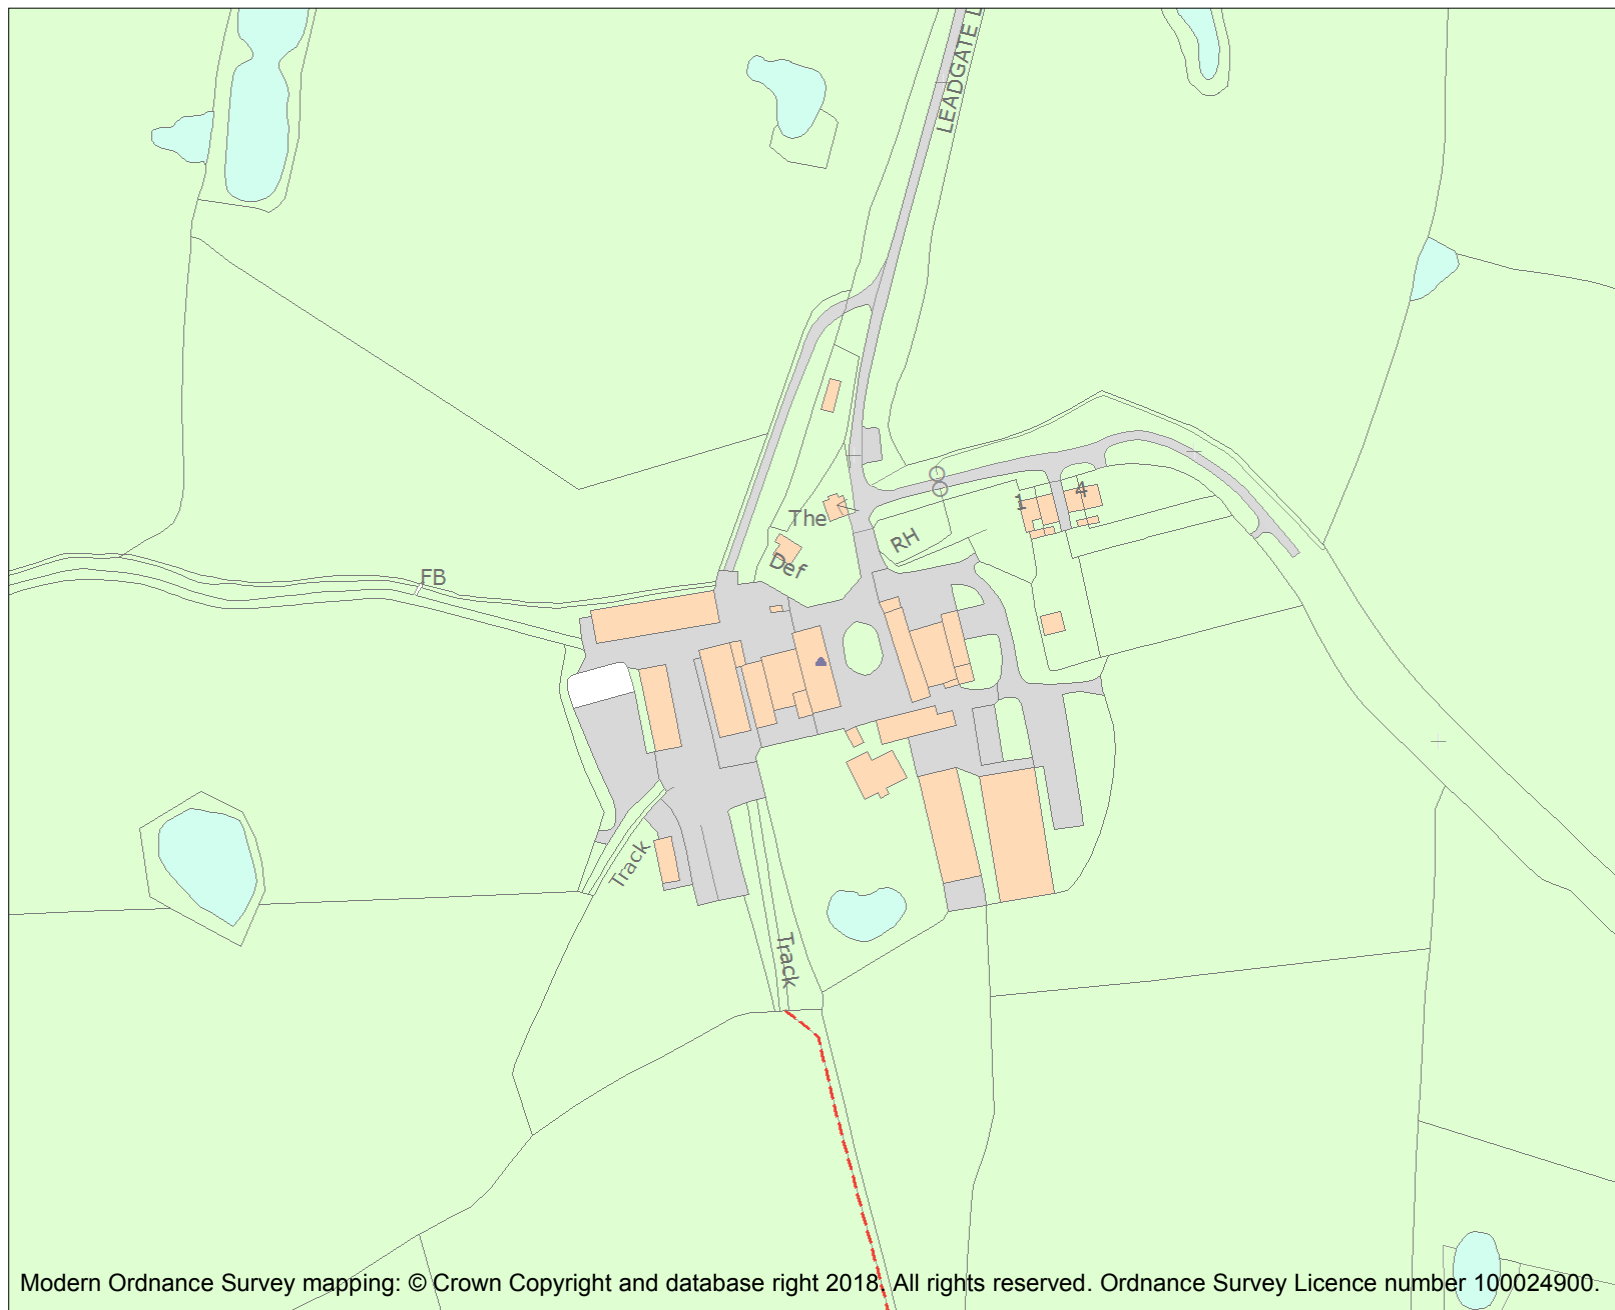 LEADGATE L
The
Def
RH
1
4
FB
Track
Track
Modern Ordnance Survey mapping: © Crown Copyright and database right 2018. All rights reserved. Ordnance Survey Licence number 100024900.